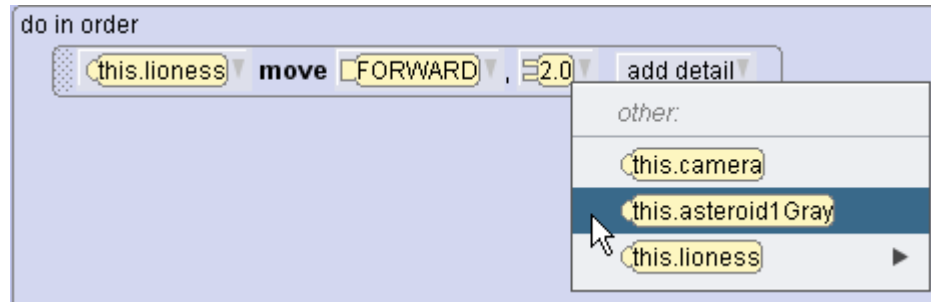 do in order
this.lioness move FORWARD , 2.0 add detail
other:
this.camera
this.asteroid1Gray
this.lioness